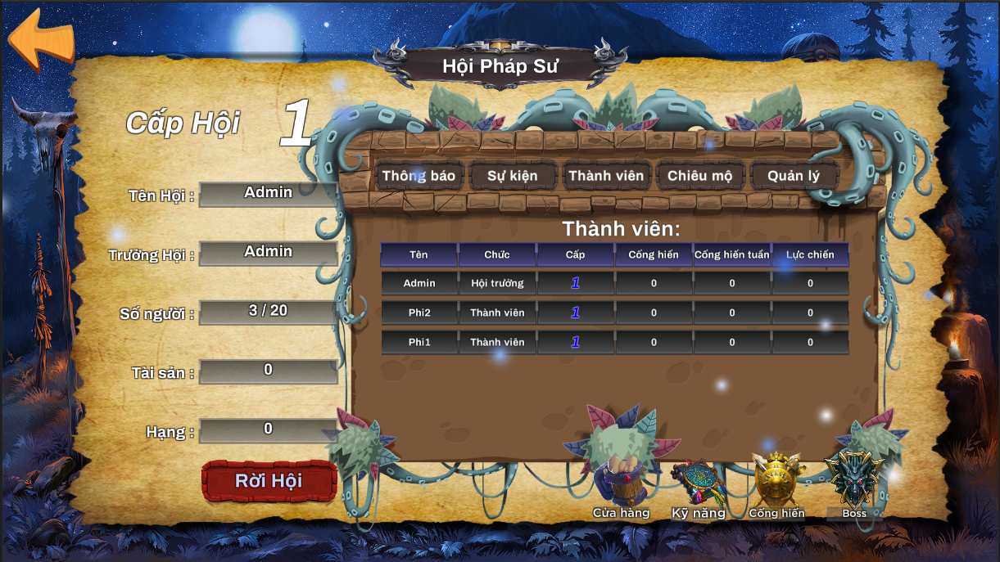 Hội Pháp Sư
Cấp Hội 1
Thông báo Sự kiện Thành viên Chiêu mộ Quản lý
Tên Hội : Admin
Trưởng Hội : Admin
Số người : 3 / 20
Tài sản : 0
Hạng : 0
Rời Hội
Thành viên:
Tên Chức Cấp Cống hiến Cống hiến tuần Lực chiến
Admin Hội trưởng 1 0 0 0
Phi2 Thành viên 1 0 0 0
Phi1 Thành viên 1 0 0 0
Cửa hàng Kỹ năng Cống hiến Boss